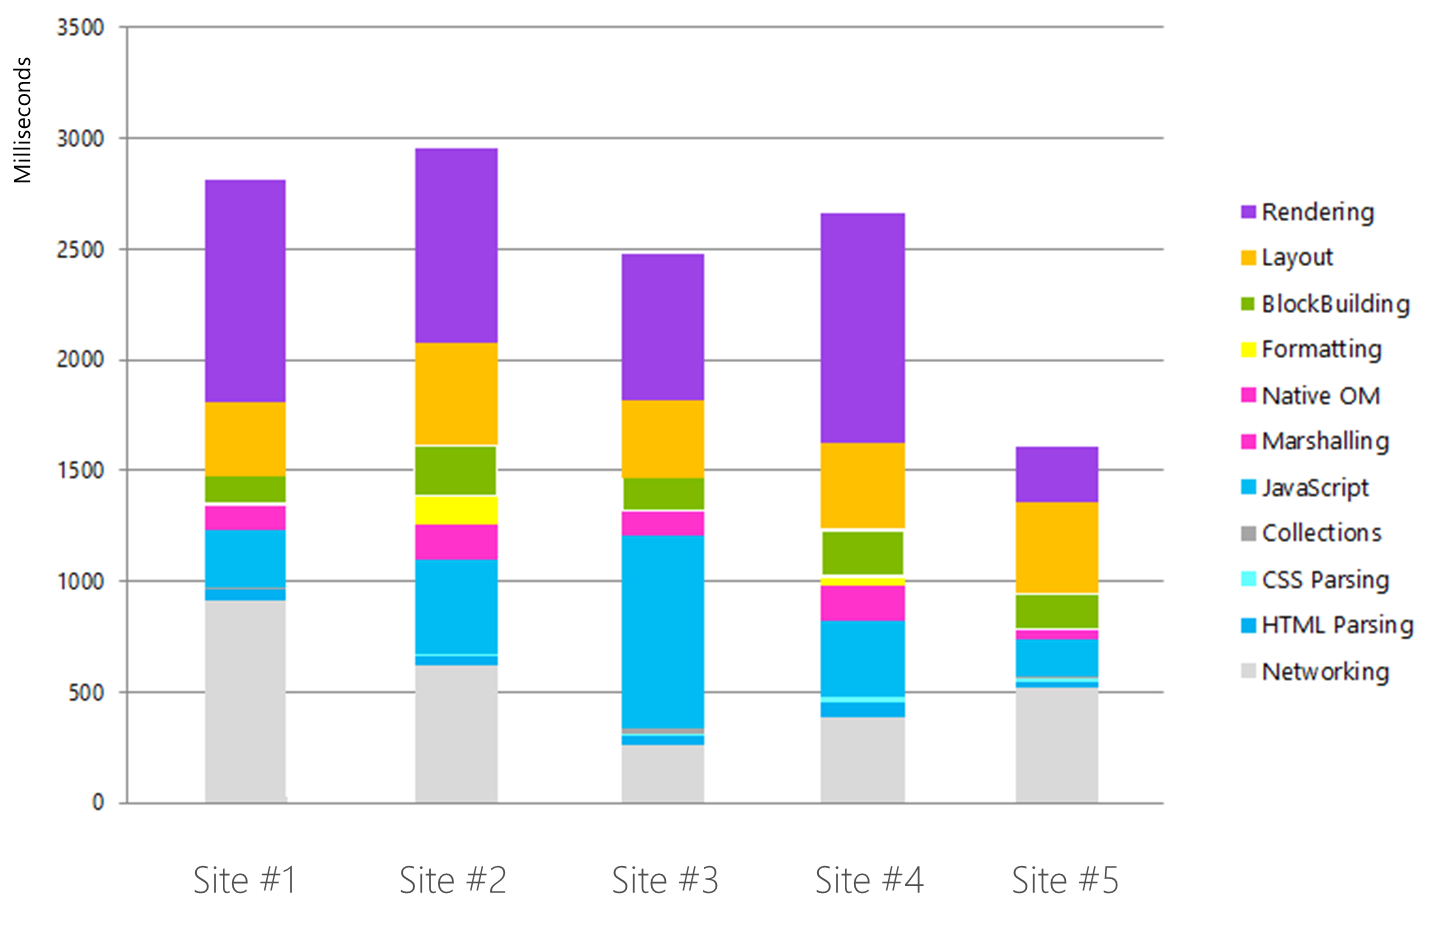 Milliseconds
3500
3000
2500
2000
1500
1000
500
0
Site #1
Site #2
Site #3
Site #4
Site #5
Rendering
Layout
BlockBuilding
Formatting
Native OM
Marshalling
JavaScript
Collections
CSS Parsing
HTML Parsing
Networking